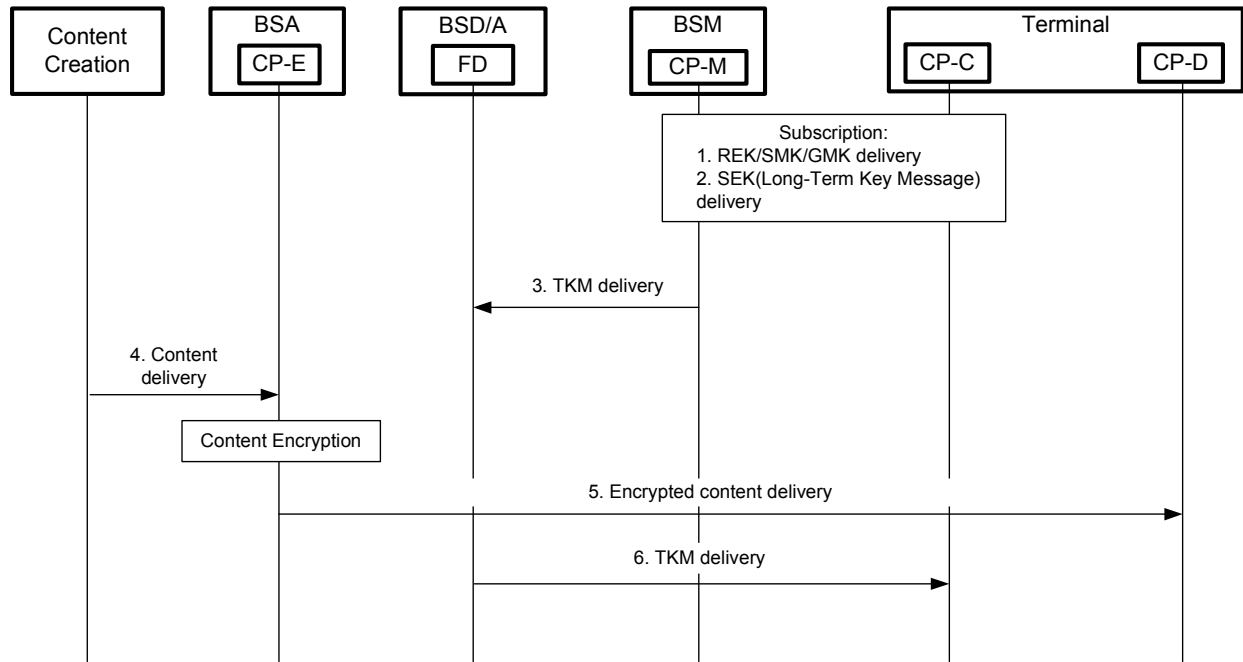 Content
Creation
BSA
CP-E
BSD/A
FD
BSM
CP-M
Terminal
CP-C
CP-D
Subscription:
1. REK/SMK/GMK delivery
2. SEK(Long-Term Key Message)
delivery
3. TKM delivery
4. Content
delivery
Content Encryption
5. Encrypted content delivery
6. TKM delivery